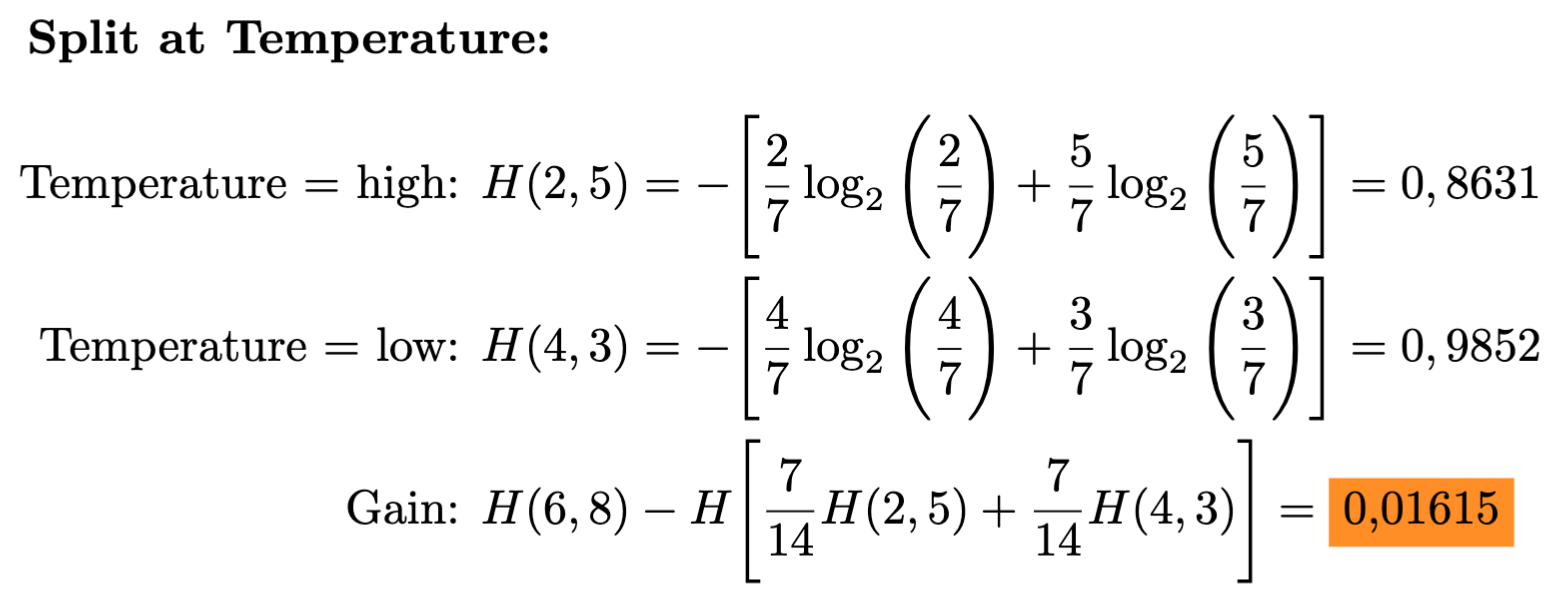 Split at Temperature:
Temperature = high: H(2, 5) = −[2/7 log₂ (2/7) + 5/7 log₂ (5/7)] = 0, 8631
Temperature = low: H(4, 3) = −[4/7 log₂ (4/7) + 3/7 log₂ (3/7)] = 0, 9852
Gain: H(6, 8) − H[7/14 H(2, 5) + 7/14 H(4, 3)] = 0,01615